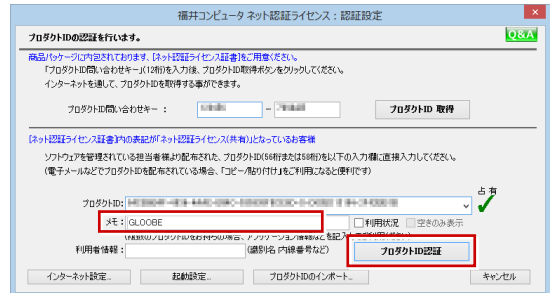 福井コンピュータ ネット認証ライセンス：認証設定
プロダクトIDの認証を行います。
Q&A
商品パッケージに内包されております、[ネット認証ライセンス証書]をご用意ください。
「プロダクトID問い合わせキー」(12桁)を入力後、プロダクトID取得ボタンをクリックしてください。
インターネットを通して、プロダクトIDを取得する事ができます。
プロダクトID問い合わせキー ：
-
プロダクトID 取得
[ネット認証ライセンス証書]内の表記が「ネット認証ライセンス(共有)」となっているお客様
ソフトウェアを管理されている担当者様より配布された、プロダクトID(56桁または58桁)を以下の入力欄に直接入力してください。
(電子メールなどでプロダクトIDを配布されている場合、「コピー/貼り付け」をご利用になると便利です)
占有
プロダクトID:
メモ： GLOOBE
利用状況 空きのみ表示
利用者情報： (識別名 内線番号など)
プロダクトID認証
インターネット設定... 起動設定... プロダクトIDのインポート... キャンセル